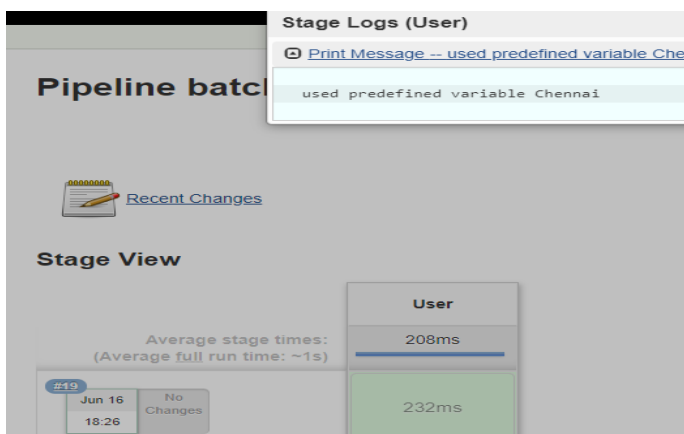 Stage Logs (User)
Print Message -- used predefined variable Che
used predefined variable Chennai
Pipeline batc
Recent Changes
Stage View
User
Average stage times:
(Average full run time: ~1s)
208ms
#19
Jun 16
18:26
No
Changes
232ms